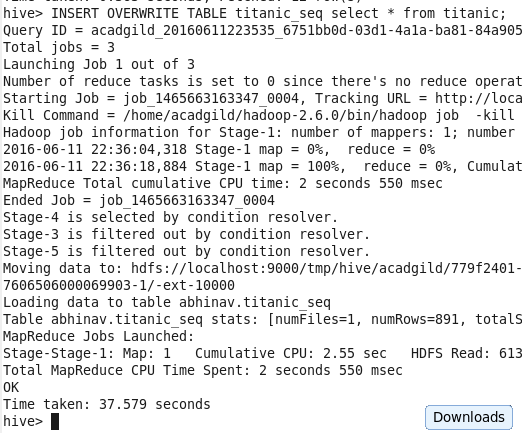 hive> INSERT OVERWRITE TABLE titanic_seq select * from titanic;
Query ID = acadgild_20160611223535_6751bb0d-03d1-4a1a-ba81-84a905
Total jobs = 3
Launching Job 1 out of 3
Number of reduce tasks is set to 0 since there's no reduce operat
Starting Job = job_1465663163347_0004, Tracking URL = http://loca
Kill Command = /home/acadgild/hadoop-2.6.0/bin/hadoop job  -kill
Hadoop job information for Stage-1: number of mappers: 1; number
2016-06-11 22:36:04,318 Stage-1 map = 0%,  reduce = 0%
2016-06-11 22:36:18,884 Stage-1 map = 100%,  reduce = 0%, Cumulat
MapReduce Total cumulative CPU time: 2 seconds 550 msec
Ended Job = job_1465663163347_0004
Stage-4 is selected by condition resolver.
Stage-3 is filtered out by condition resolver.
Stage-5 is filtered out by condition resolver.
Moving data to: hdfs://localhost:9000/tmp/hive/acadgild/779f2401-
7606506000069903-1/-ext-10000
Loading data to table abhinav.titanic_seq
Table abhinav.titanic_seq stats: [numFiles=1, numRows=891, totalS
MapReduce Jobs Launched:
Stage-Stage-1: Map: 1   Cumulative CPU: 2.55 sec   HDFS Read: 613
Total MapReduce CPU Time Spent: 2 seconds 550 msec
OK
Time taken: 37.579 seconds
hive>
Downloads